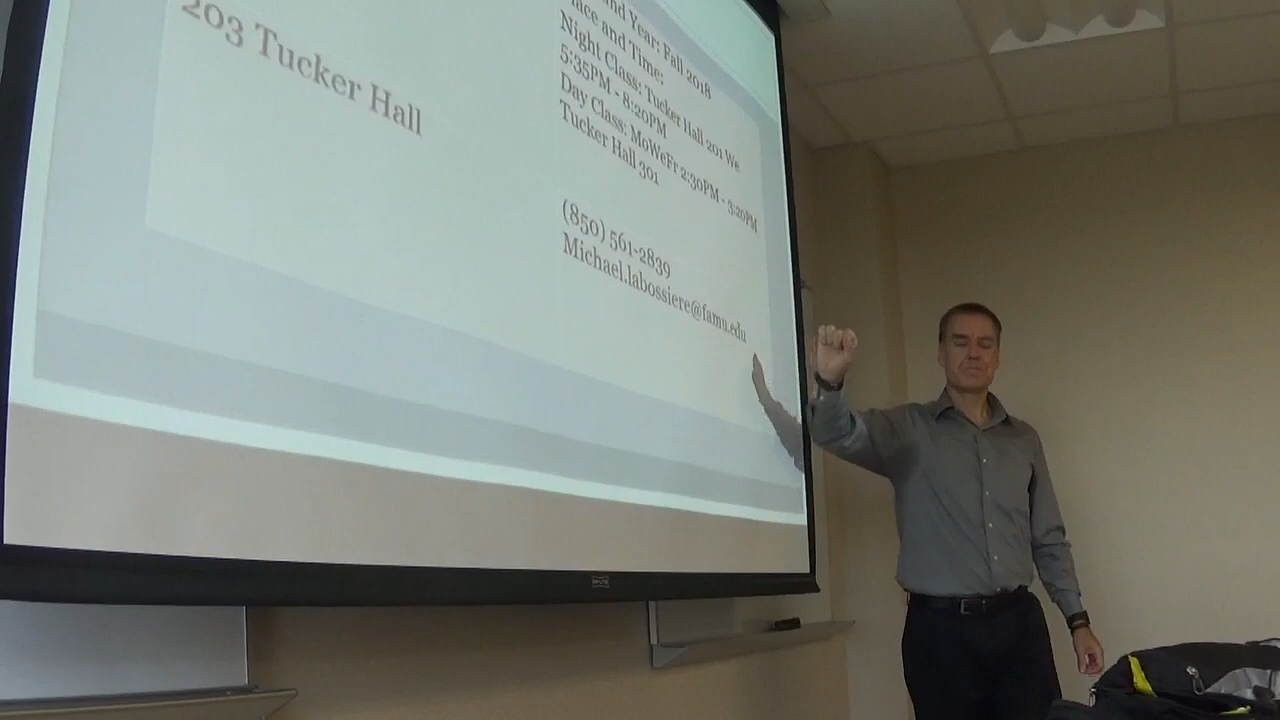 203 Tucker Hall
nd Year: Fall 2018
lace and Time:
Night Class: Tucker Hall 201 We
5:35PM - 8:20PM
Day Class: MoWeFr 2:30PM - 3:20PM
Tucker Hall 301
(850) 561-2839
Michael.labossiere@famu.edu